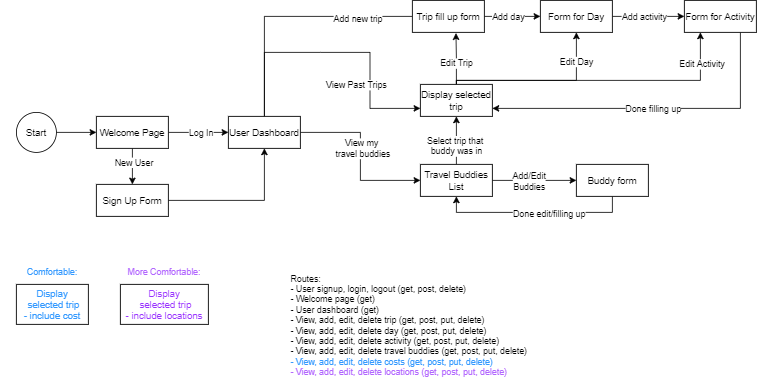 Add new trip
Trip fill up form
Add day
Form for Day
Add activity
Form for Activity
Edit Trip
Edit Day
Edit Activity
View Past Trips
Display selected
trip
Done filling up
Start
Welcome Page
Log In
User Dashboard
View my
travel buddies
Select trip that
buddy was in
New User
Travel Buddies
List
Add/Edit
Buddies
Buddy form
Sign Up Form
Done edit/filling up
Comfortable:
More Comfortable:
Display
selected trip
- include cost
Display
selected trip
- include locations
Routes:
- User signup, login, logout (get, post, delete)
- Welcome page (get)
- User dashboard (get)
- View, add, edit, delete trip (get, post, put, delete)
- View, add, edit, delete day (get, post, put, delete)
- View, add, edit, delete activity (get, post, put, delete)
- View, add, edit, delete travel buddies (get, post, put, delete)
- View, add, edit, delete costs (get, post, put, delete)
- View, add, edit, delete locations (get, post, put, delete)